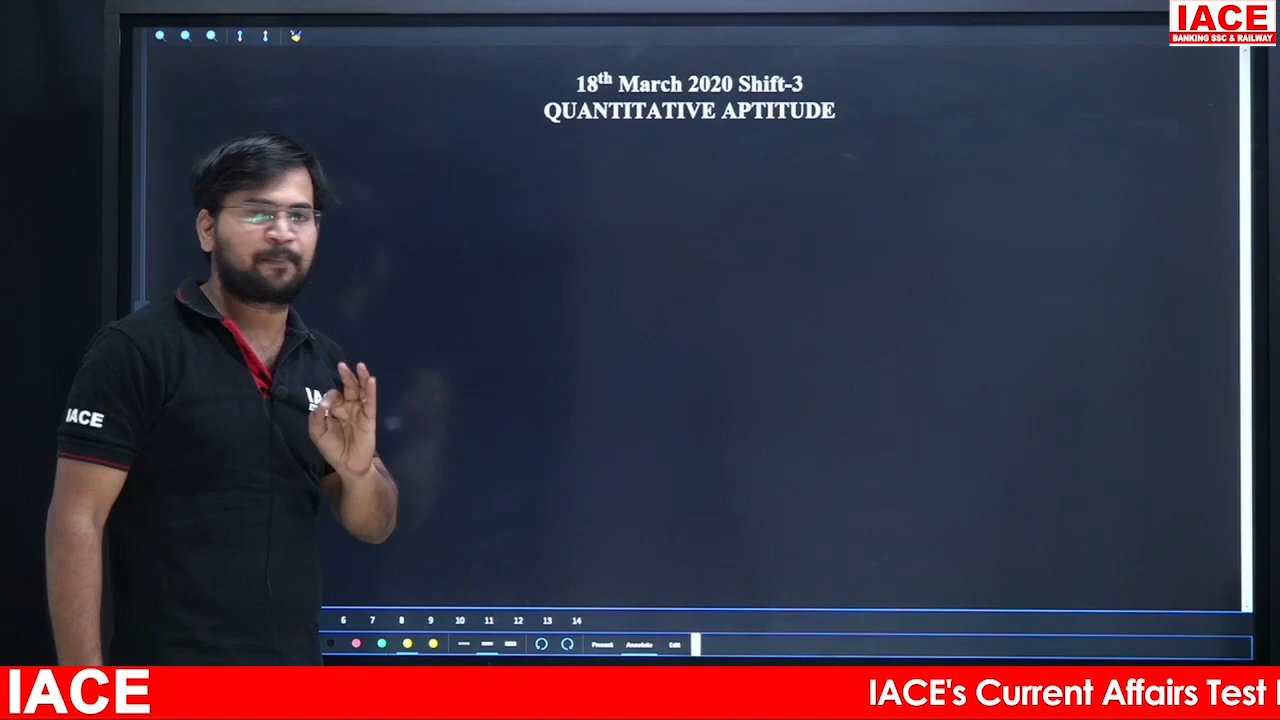 IACE
BANKING SSC & RAILWAY
18th March 2020 Shift-3
QUANTITATIVE APTITUDE
IA
IACE
6 7 8 9 10 11 12 13 14
Present Annotate Edit
IACE
IACE's Current Affairs Test